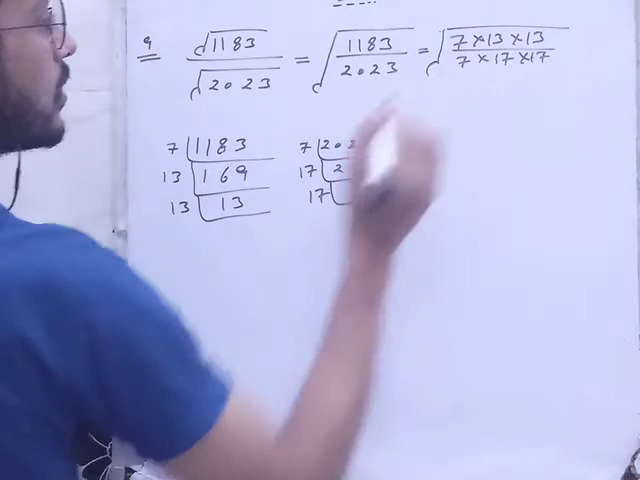 9 √1183 / √2023 = √(1183 / 2023) = √(7 × 13 × 13 / 7 × 17 × 17)
7 | 1183
13 | 169
13 | 13
7 | 202
17 | 2
17 |